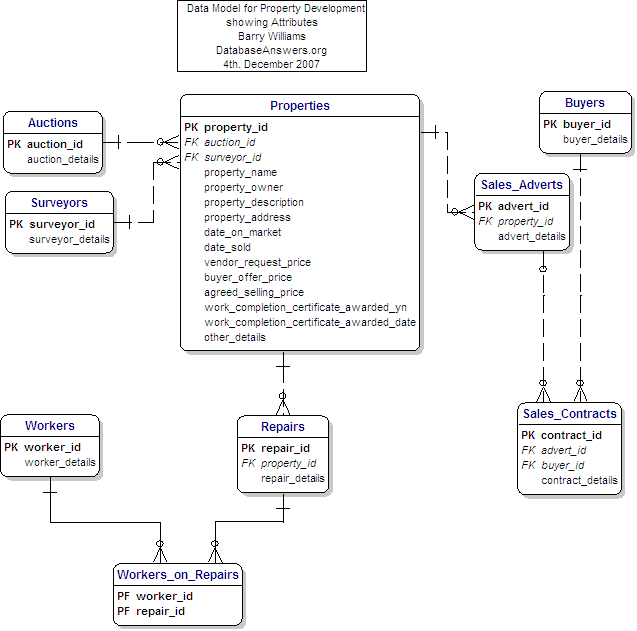 Data Model for Property Development
showing Attributes
Barry Williams
DatabaseAnswers.org
4th. December 2007
Auctions
PK auction_id
auction_details
Surveyors
PK surveyor_id
surveyor_details
Properties
PK property_id
FK auction_id
FK surveyor_id
property_name
property_owner
property_description
property_address
date_on_market
date_sold
vendor_request_price
buyer_offer_price
agreed_selling_price
work_completion_certificate_awarded_yn
work_completion_certificate_awarded_date
other_details
Buyers
PK buyer_id
buyer_details
Sales_Adverts
PK advert_id
FK property_id
advert_details
Workers
PK worker_id
worker_details
Repairs
PK repair_id
FK property_id
repair_details
Sales_Contracts
PK contract_id
FK advert_id
FK buyer_id
contract_details
Workers_on_Repairs
PF worker_id
PF repair_id